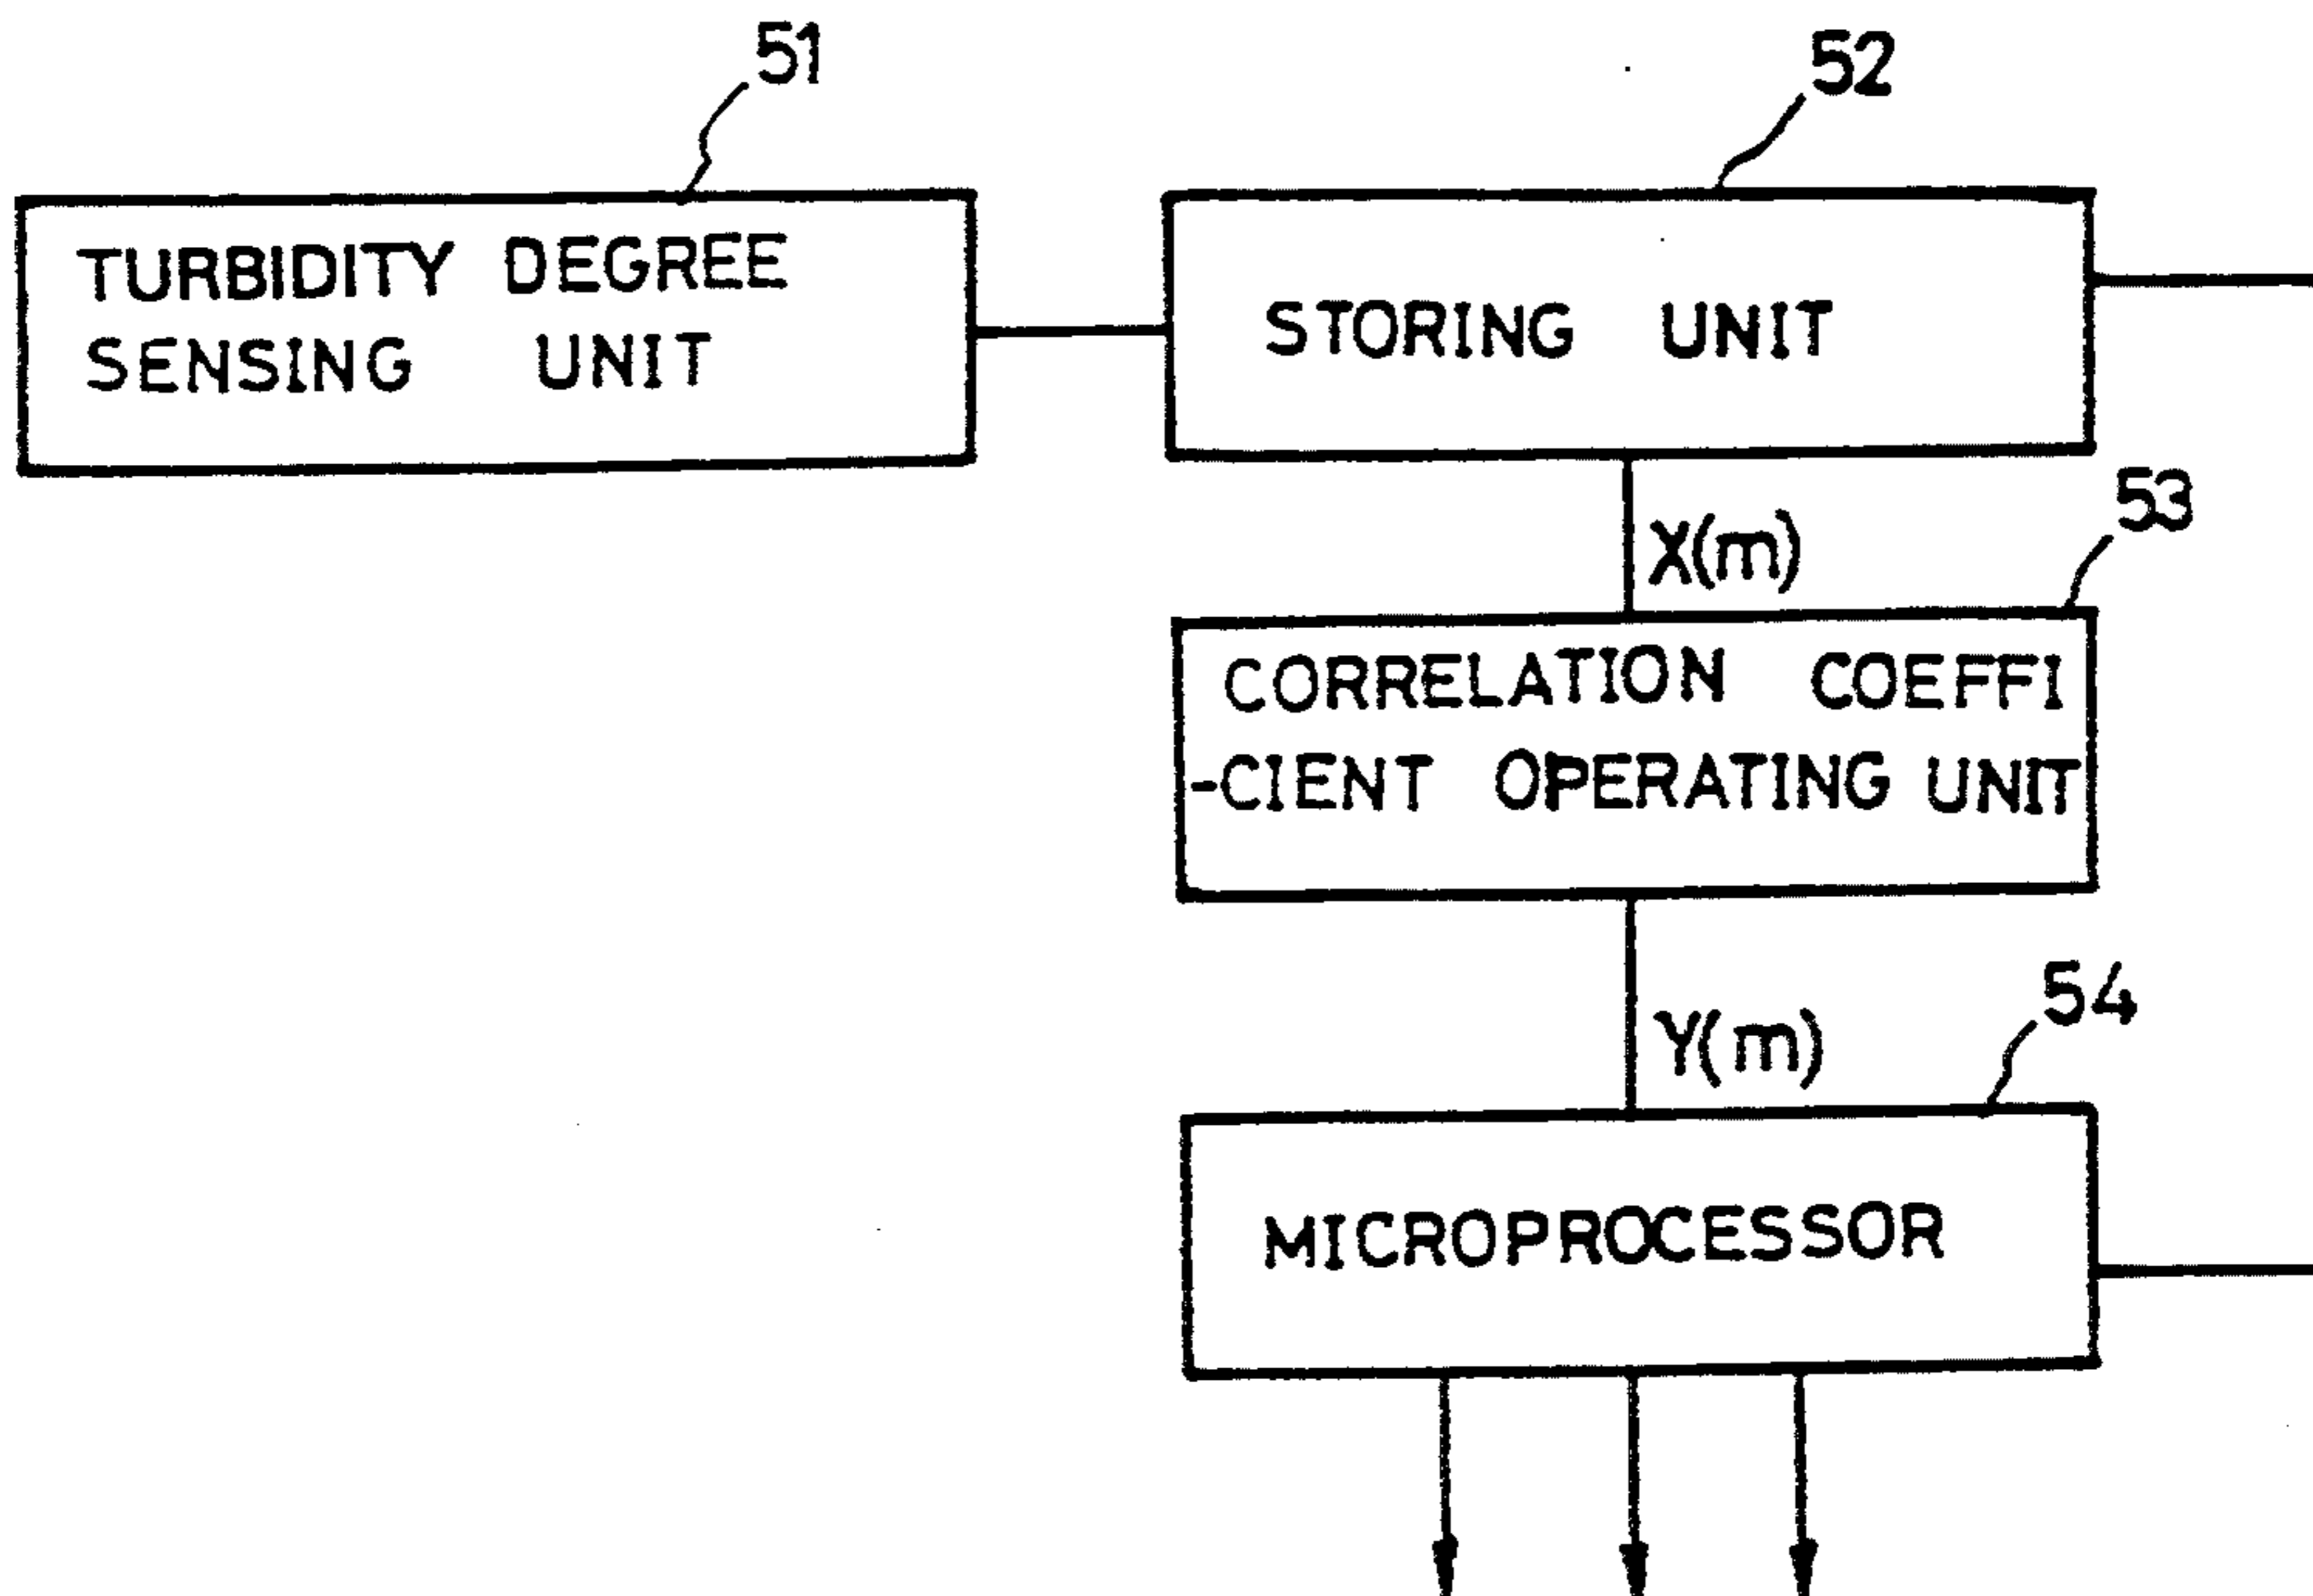 51
52
TURBIDITY DEGREE
SENSING UNIT
STORING UNIT
X(m)
53
CORRELATION COEFFI
-CIENT OPERATING UNIT
Y(m)
54
MICROPROCESSOR